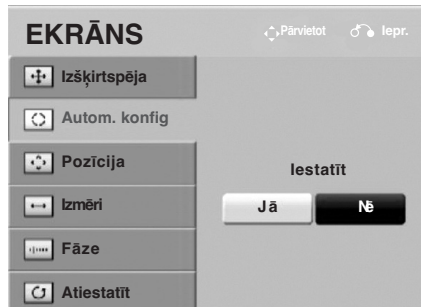 EKRĀNS
Pārvietot
Iepr.
Izšķirtspēja
Autom. konfig
Pozīcija
Izmēri
Fāze
Atiestatīt
Iestatīt
Jā
Nē